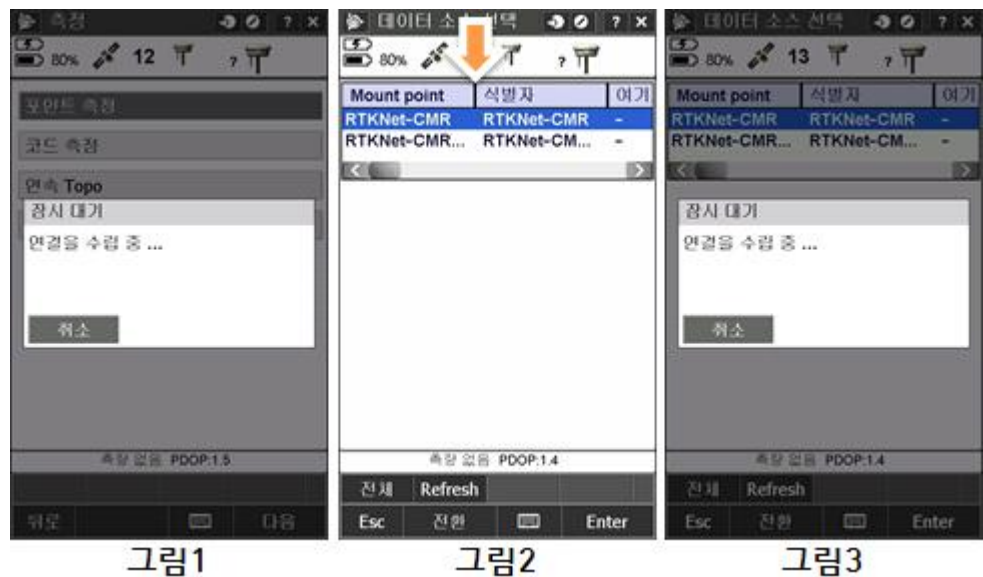 측정
? x
80% 12 ?
포인트 측정
코드 측정
연속 Topo
잠시 대기
연결을 수립 중 ...
취소
측량 없음 PDOP:1.5
뒤로 다음
그림1
데이터 소스 선택
? x
80% ?
Mount point 식별자 여기
RTKNet-CMR RTKNet-CMR -
RTKNet-CMR... RTKNet-CM... -
측량 없음 PDOP:1.4
전체 Refresh
Esc 전환 Enter
그림2
데이터 소스 선택
? x
80% 13 ?
Mount point 식별자 여기
RTKNet-CMR RTKNet-CMR -
RTKNet-CMR... RTKNet-CM... -
잠시 대기
연결을 수립 중 ...
취소
측량 없음 PDOP:1.4
전체 Refresh
Esc 전환 Enter
그림3